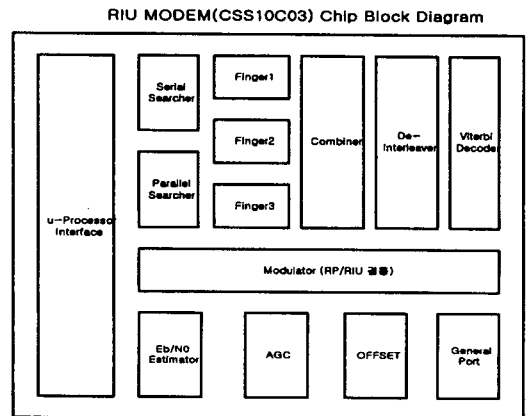 RIU MODEM(CSS10C03) Chip Block Diagram
u-Processor
Interface
Serial
Searcher
Parallel
Searcher
Finger1
Finger2
Finger3
Combiner
De-
Interleaver
Viterbi
Decoder
Modulator (RP/RIU 겸용)
Eb/N0
Estimator
AGC
OFFSET
General
Port